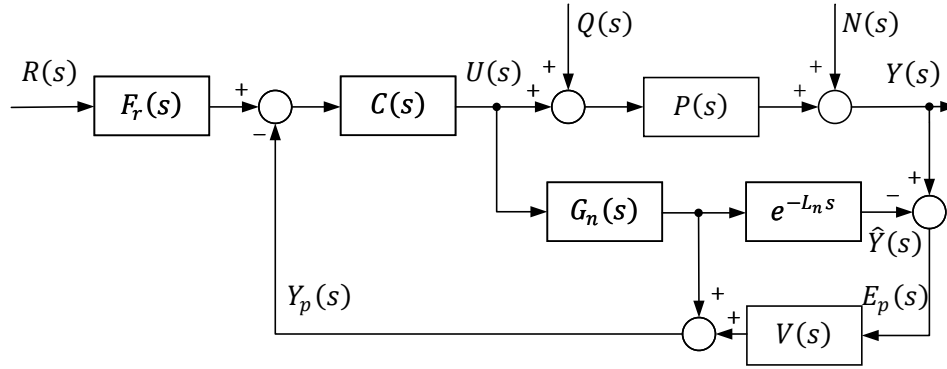 Q(s)
N(s)
R(s)
U(s)
Y(s)
+
+
F_r(s)
+
C(s)
+
P(s)
+
−
+
G_n(s)
e^{-L_n s}
−
Ŷ(s)
Y_p(s)
+
+
E_p(s)
V(s)